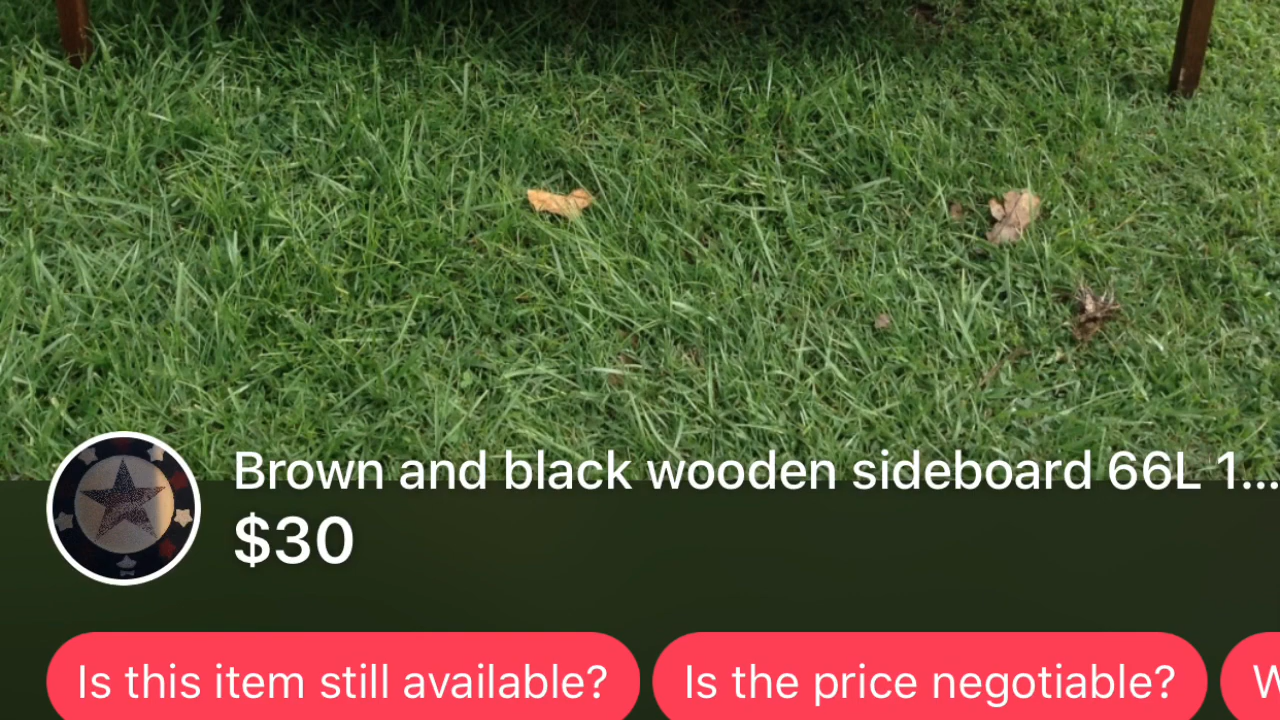 Brown and black wooden sideboard 66L 1...
$30
Is this item still available?
Is the price negotiable?
W